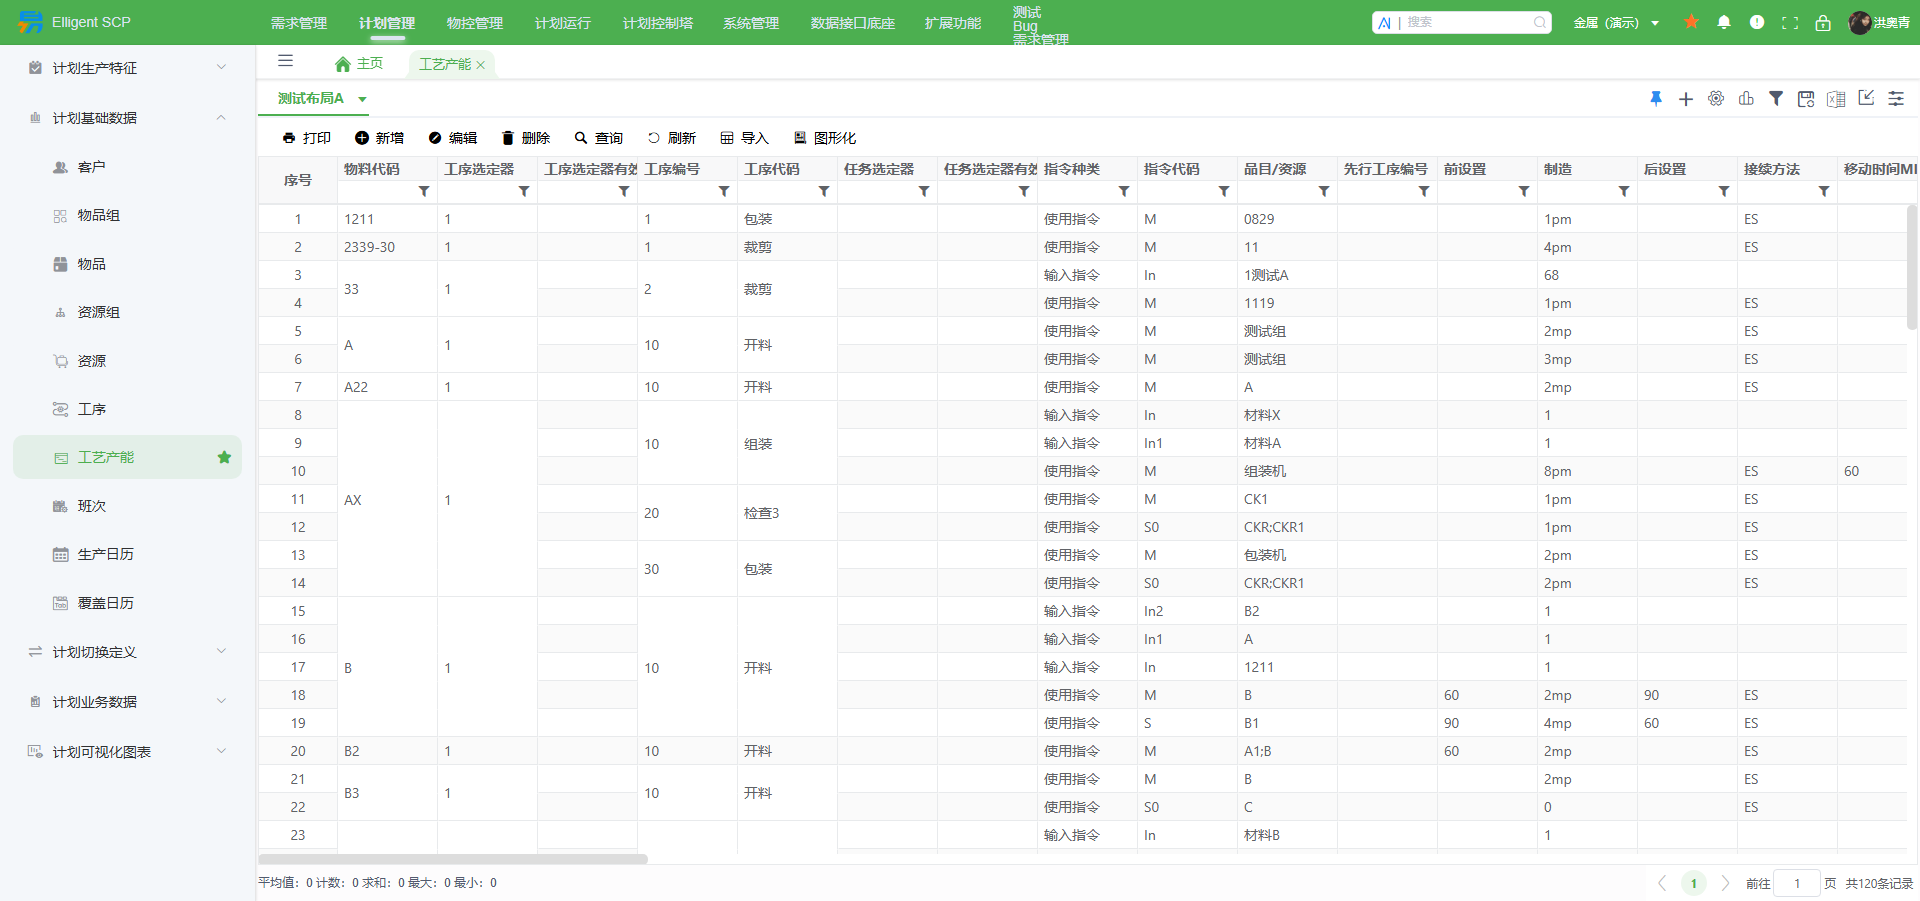 Elligent SCP
需求管理 计划管理 物控管理 计划运行 计划控制塔 系统管理 数据接口底座 扩展功能
测试
Bug
需求管理
搜索
金属（演示）
洪奥青
计划生产特征
计划基础数据
客户
物品组
物品
资源组
资源
工序
工艺产能
班次
生产日历
覆盖日历
计划切换定义
计划业务数据
计划可视化图表
主页 工艺产能
测试布局A
打印 新增 编辑 删除 查询 刷新 导入 图形化
序号 物料代码 工序选定器 工序选定器有效 工序编号 工序代码 任务选定器 任务选定器有效 指令种类 指令代码 品目/资源 先行工序编号 前设置 制造 后设置 接续方法 移动时间MI
1 1211 1 1 包装 使用指令 M 0829 1pm ES
2 2339-30 1 1 裁剪 使用指令 M 11 4pm ES
3 33 1 2 裁剪 输入指令 In 1测试A 68
4 使用指令 M 1119 1pm ES
5 A 1 10 开料 使用指令 M 测试组 2mp ES
6 使用指令 M 测试组 3mp ES
7 A22 1 10 开料 使用指令 M A 2mp ES
8 AX 1 10 组装 输入指令 In 材料X 1
9 输入指令 In1 材料A 1
10 使用指令 M 组装机 8pm ES 60
11 20 检查3 使用指令 M CK1 1pm ES
12 使用指令 S0 CKR;CKR1 1pm ES
13 30 包装 使用指令 M 包装机 2pm ES
14 使用指令 S0 CKR;CKR1 2pm ES
15 B 1 10 开料 输入指令 In2 B2 1
16 输入指令 In1 A 1
17 输入指令 In 1211 1
18 使用指令 M B 60 2mp 90 ES
19 使用指令 S B1 90 4mp 60 ES
20 B2 1 10 开料 使用指令 M A1;B 60 2mp ES
21 B3 1 10 开料 使用指令 M B 2mp ES
22 使用指令 S0 C 0 ES
23 输入指令 In 材料B 1
平均值：0 计数：0 求和：0 最大：0 最小：0
1 前往 1 页 共120条记录